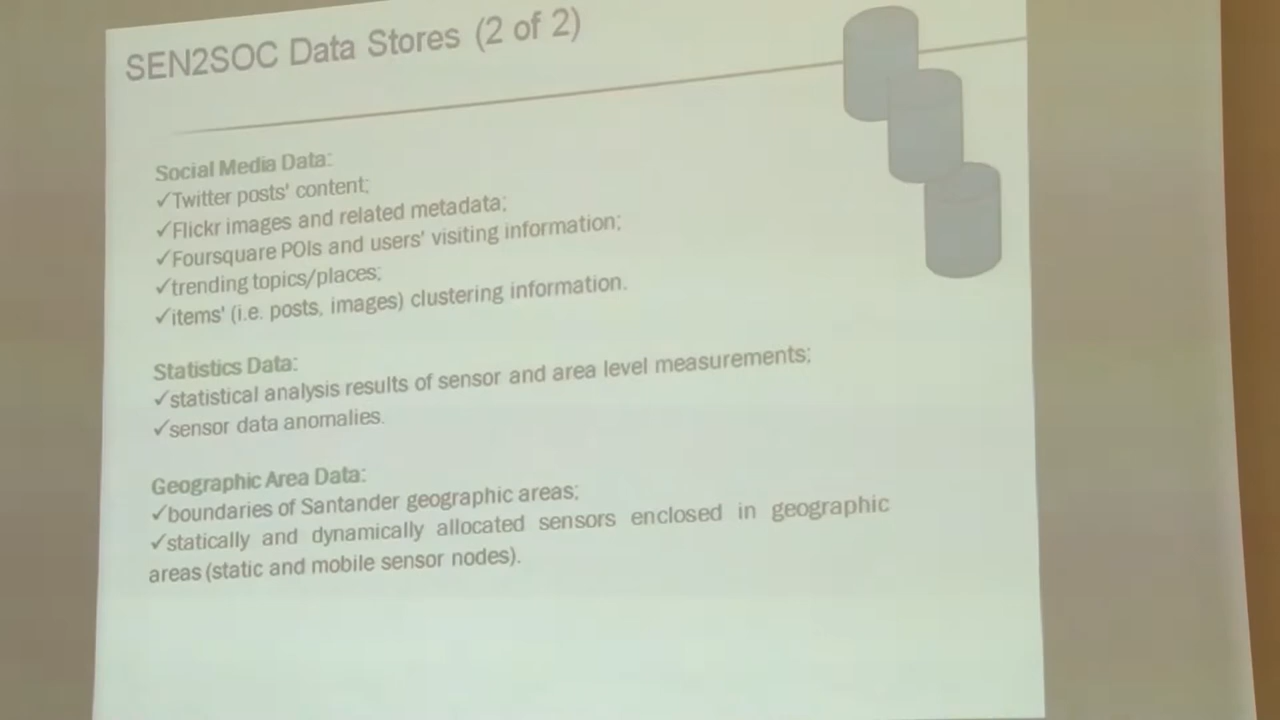 SEN2SOC Data Stores (2 of 2)
Social Media Data:
✓Twitter posts' content;
✓Flickr images and related metadata;
✓Foursquare POIs and users' visiting information;
✓trending topics/places;
✓items' (i.e. posts, images) clustering information.
Statistics Data:
✓statistical analysis results of sensor and area level measurements;
✓sensor data anomalies.
Geographic Area Data:
✓boundaries of Santander geographic areas;
✓statically and dynamically allocated sensors enclosed in geographic
areas (static and mobile sensor nodes).